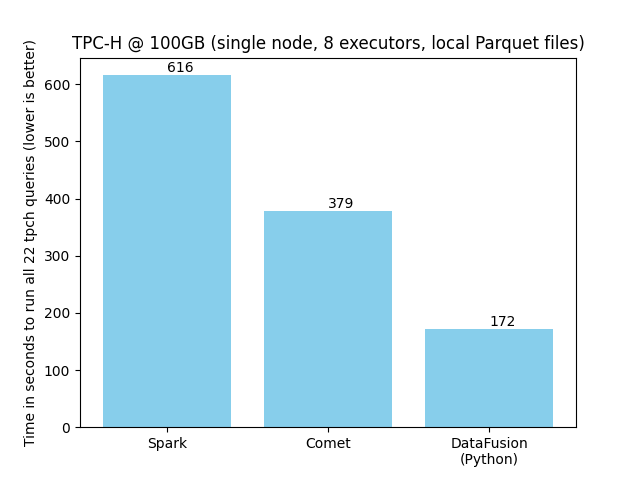 TPC-H @ 100GB (single node, 8 executors, local Parquet files)
Time in seconds to run all 22 tpch queries (lower is better)
600
500
400
300
200
100
0
616
379
172
Spark
Comet
DataFusion
(Python)